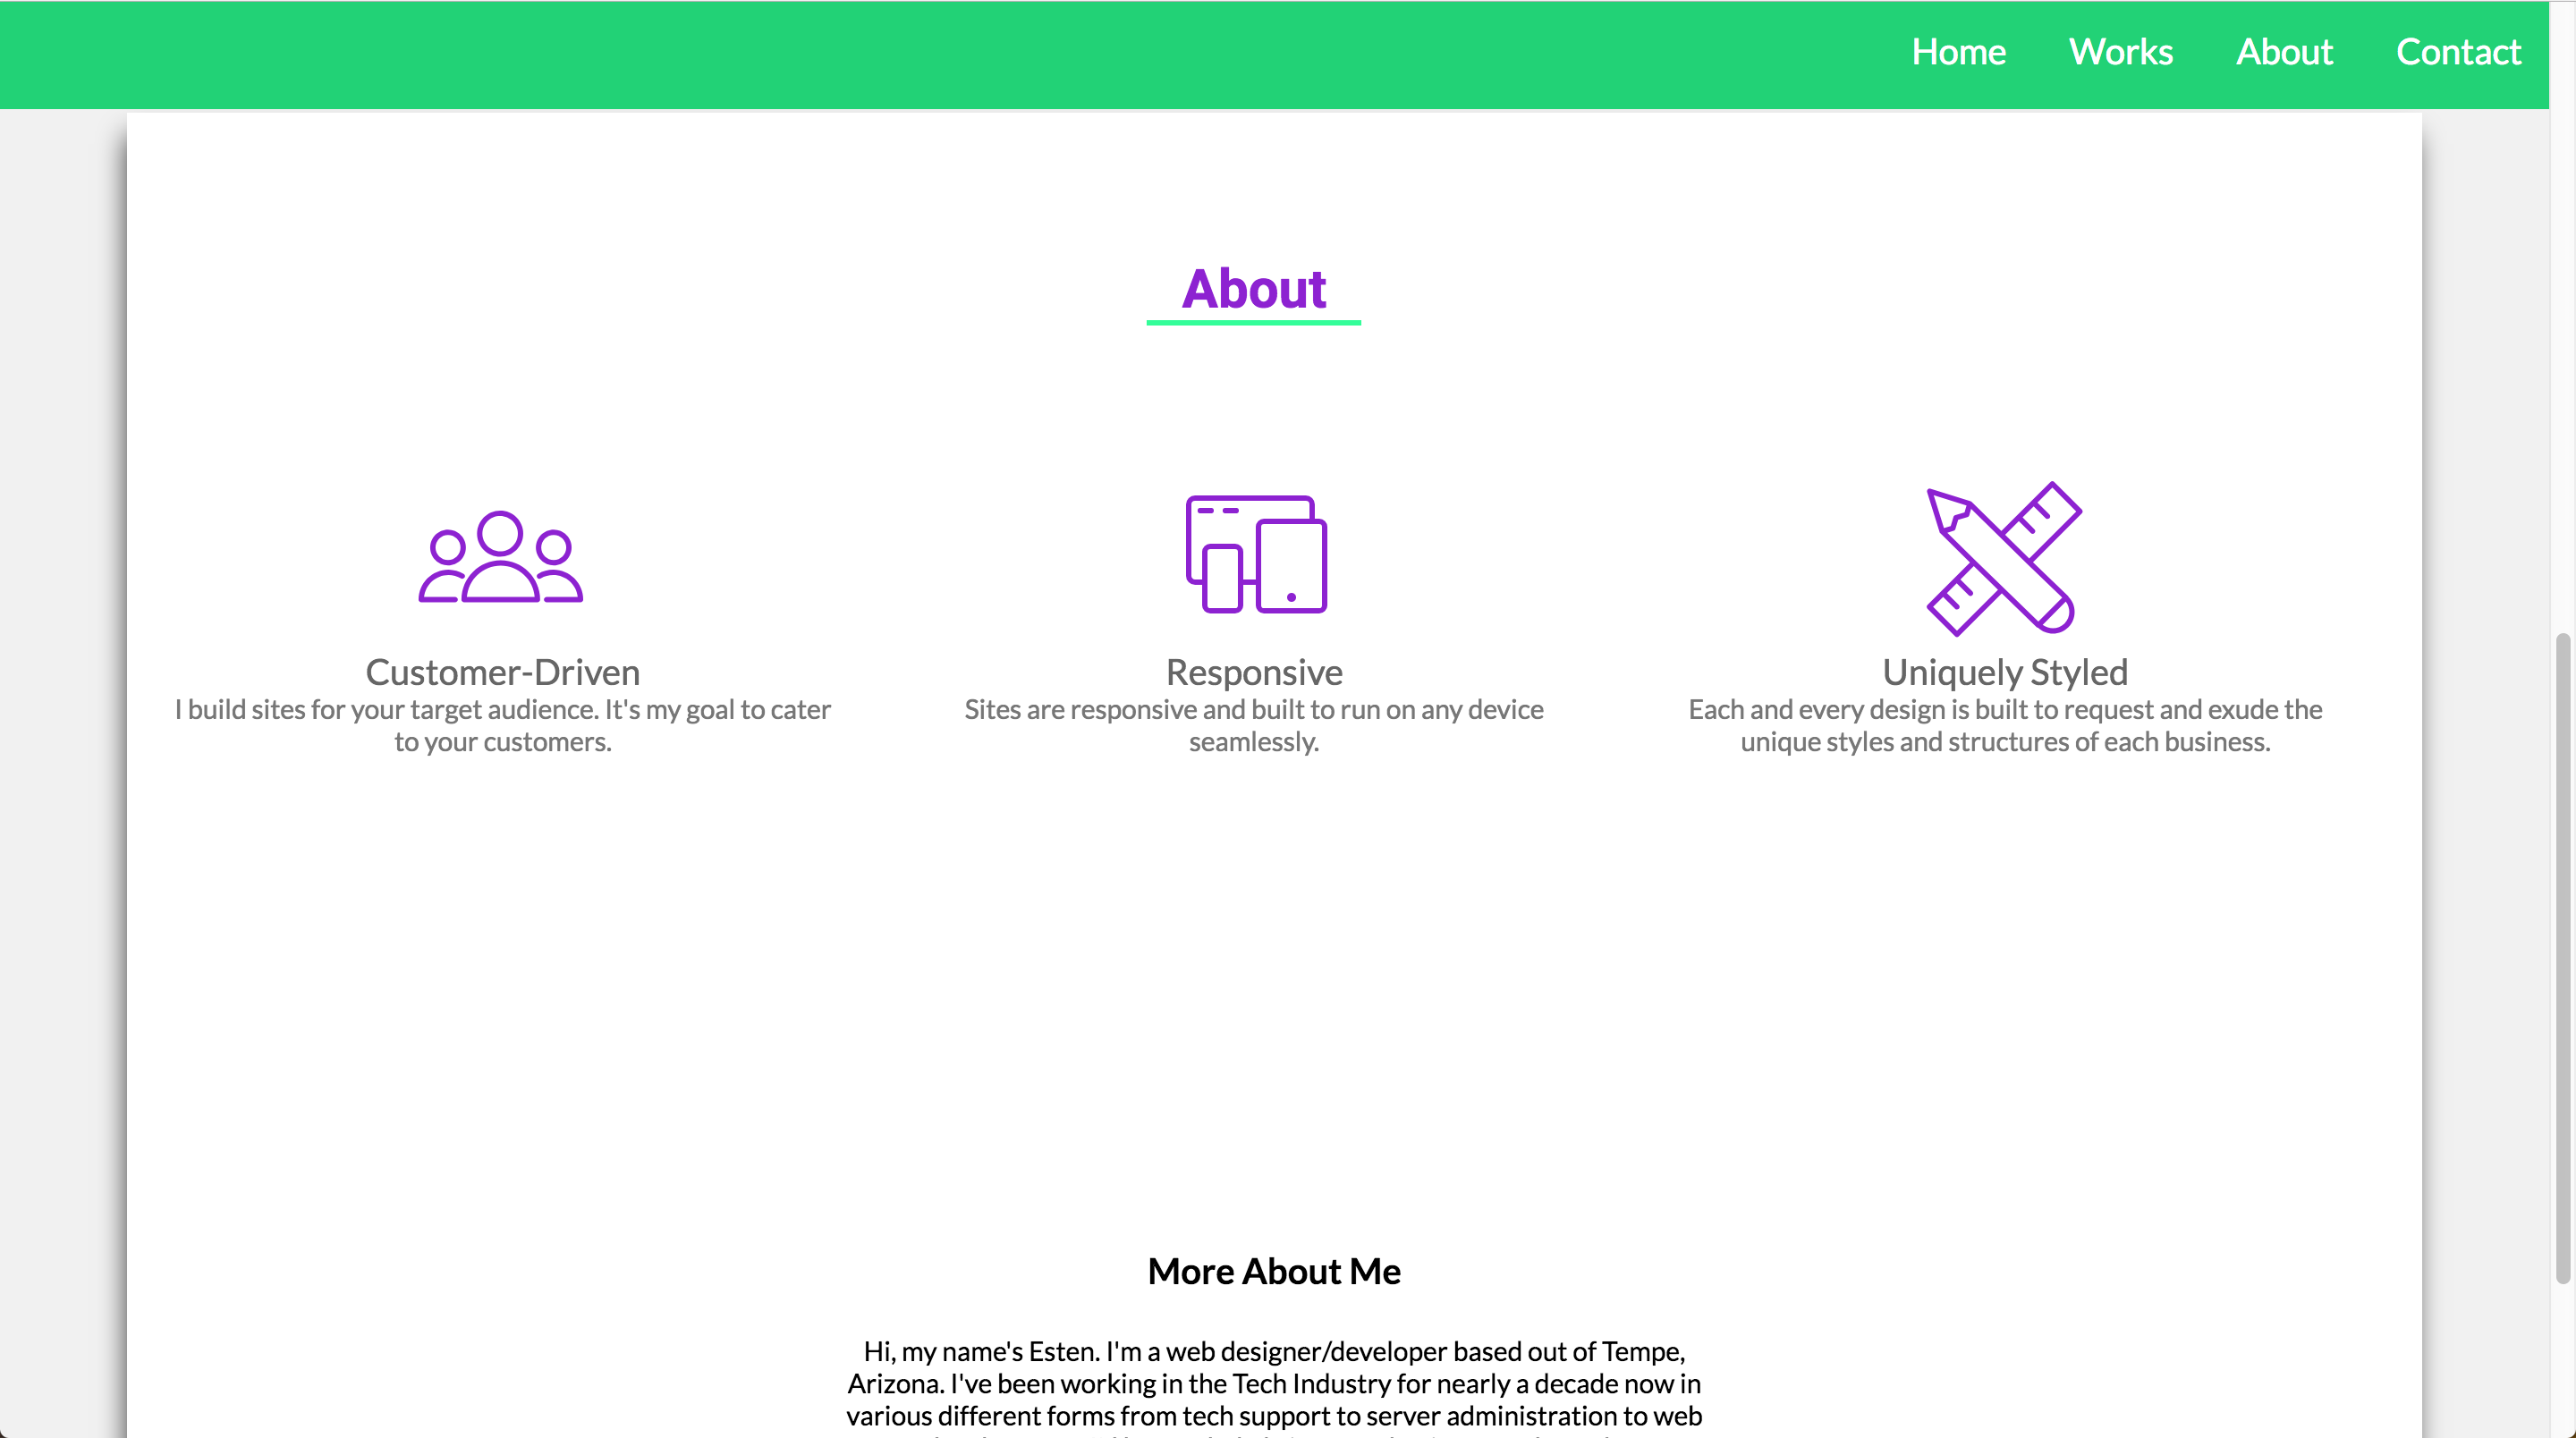 Home Works About Contact
About
Customer-Driven
I build sites for your target audience. It's my goal to cater
to your customers.
Responsive
Sites are responsive and built to run on any device
seamlessly.
Uniquely Styled
Each and every design is built to request and exude the
unique styles and structures of each business.
More About Me
Hi, my name's Esten. I'm a web designer/developer based out of Tempe,
Arizona. I've been working in the Tech Industry for nearly a decade now in
various different forms from tech support to server administration to web